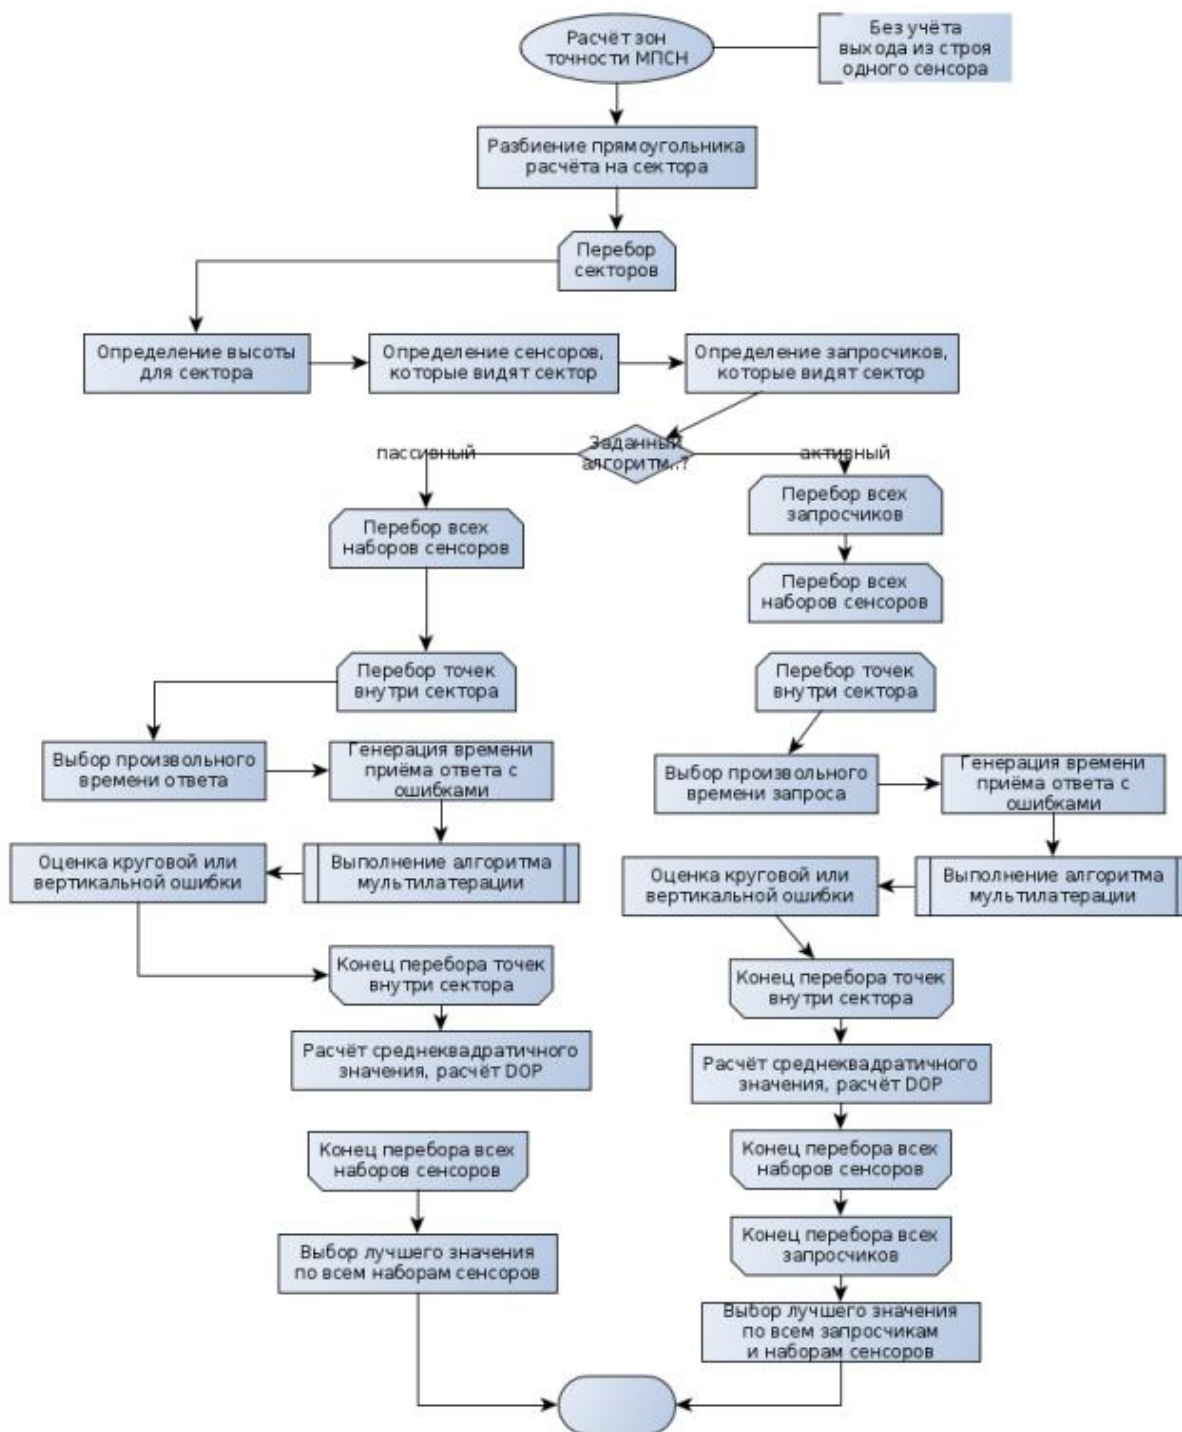 Расчёт зон
точности МПСН
Без учёта
выхода из строя
одного сенсора
Разбиение прямоугольника
расчёта на сектора
Перебор
секторов
Определение высоты
для сектора
Определение сенсоров,
которые видят сектор
Определение запросчиков,
которые видят сектор
Заданный
алгоритм..?
пассивный
активный
Перебор всех
наборов сенсоров
Перебор всех
запросчиков
Перебор всех
наборов сенсоров
Перебор точек
внутри сектора
Перебор точек
внутри сектора
Выбор произвольного
времени ответа
Генерация времени
приёма ответа с
ошибками
Выбор произвольного
времени запроса
Генерация времени
приёма ответа с
ошибками
Оценка круговой или
вертикальной ошибки
Выполнение алгоритма
мультилатерации
Оценка круговой или
вертикальной ошибки
Выполнение алгоритма
мультилатерации
Конец перебора точек
внутри сектора
Конец перебора точек
внутри сектора
Расчёт среднеквадратичного
значения, расчёт DOP
Расчёт среднеквадратичного
значения, расчёт DOP
Конец перебора всех
наборов сенсоров
Конец перебора всех
наборов сенсоров
Выбор лучшего значения
по всем наборам сенсоров
Конец перебора всех
запросчиков
Выбор лучшего значения
по всем запросчикам
и наборам сенсоров